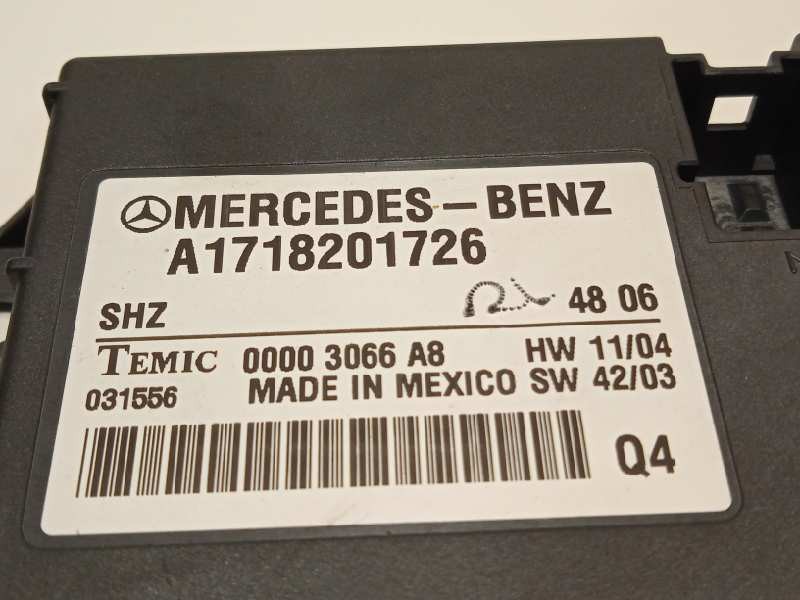 MERCEDES-BENZ
A1718201726
SHZ 48 06
TEMIC 0000 3066 A8 HW 11/04
031556 MADE IN MEXICO SW 42/03
Q4